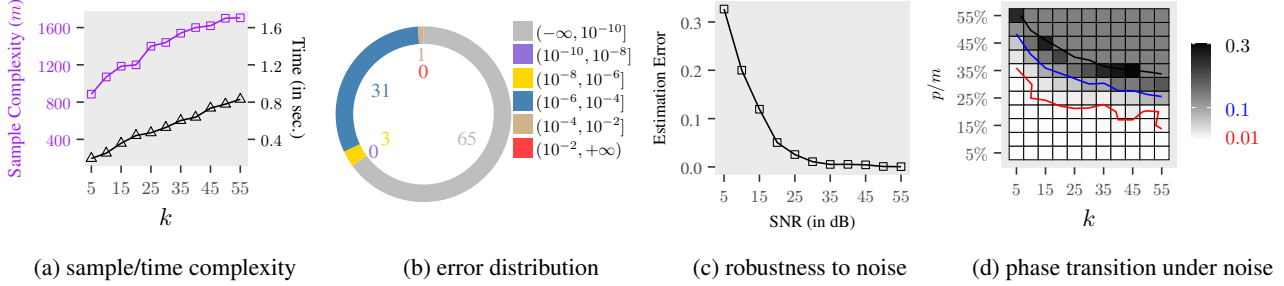 Sample Complexity (m)
1600
1200
800
400
1.6
1.2
0.8
0.4
Time (in sec.)
5 15 25 35 45 55
k
(a) sample/time complexity
1
0
31
3
0
65
(−∞, 10⁻¹⁰]
(10⁻¹⁰, 10⁻⁸]
(10⁻⁸, 10⁻⁶]
(10⁻⁶, 10⁻⁴]
(10⁻⁴, 10⁻²]
(10⁻², +∞)
(b) error distribution
Estimation Error
0.3
0.2
0.1
0.0
5 15 25 35 45 55
SNR (in dB)
(c) robustness to noise
p/m
55%
45%
35%
25%
15%
5%
5 15 25 35 45 55
k
0.3
0.1
0.01
(d) phase transition under noise